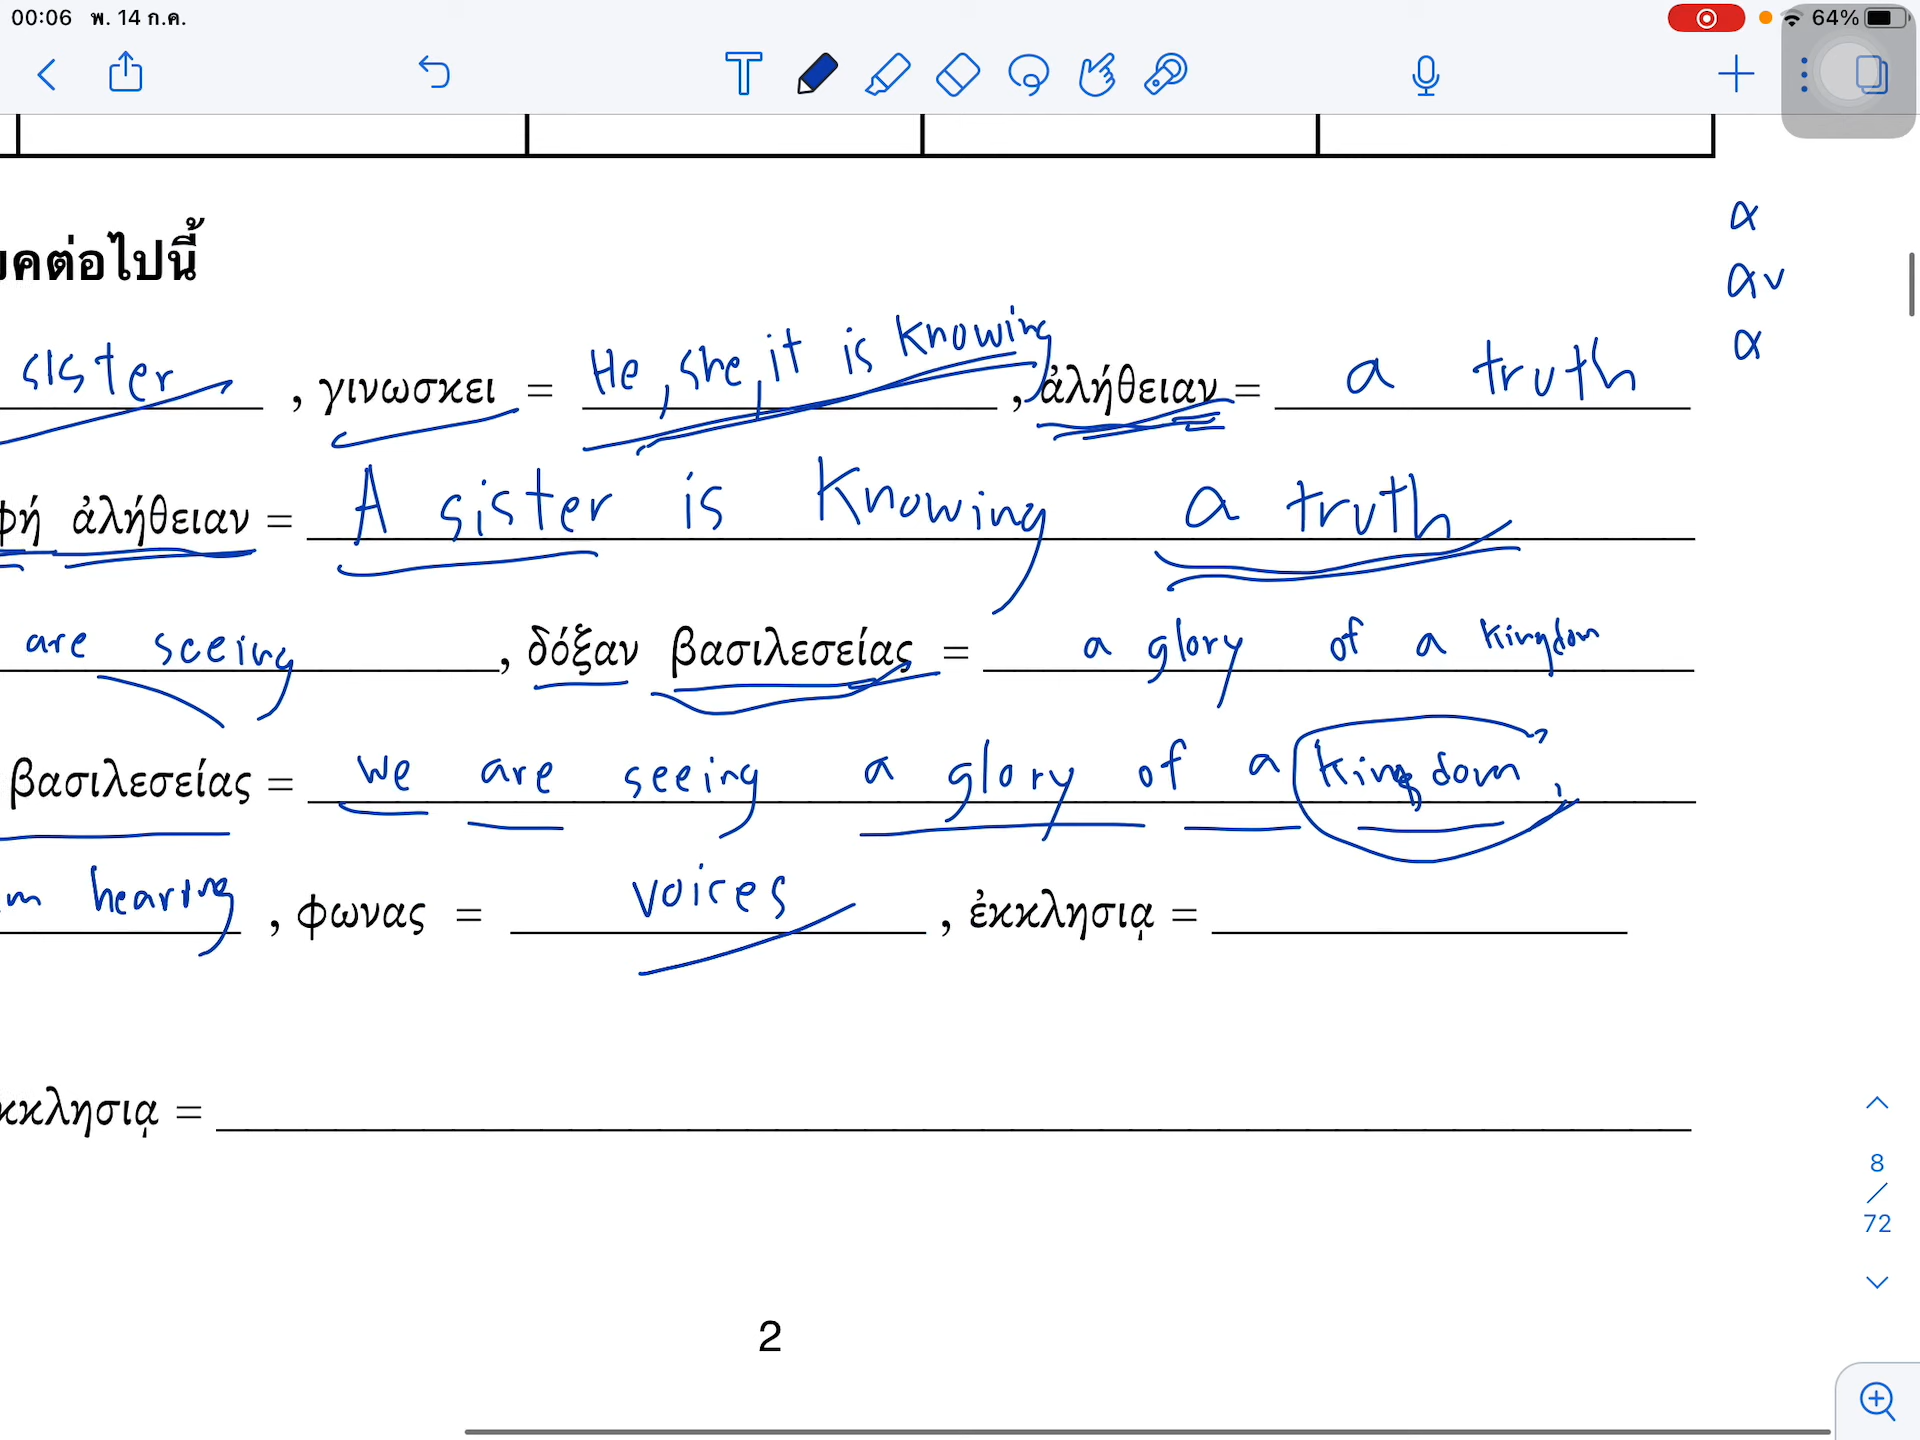 00:06 พ. 14 ก.ค. 64%
T
α
αν
α
ยคต่อไปนี้
sister , γινωσκει = He, she, it is knowing , ἀλήθειαν = a truth
φή ἀλήθειαν = A sister is knowing a truth
are seeing , δόξαν βασιλεσείας = a glory of a kingdom
βασιλεσείας = we are seeing a glory of a kingdom
m hearing , φωνας = voices , ἐκκλησιᾳ =
κκλησιᾳ =
8
/
72
2